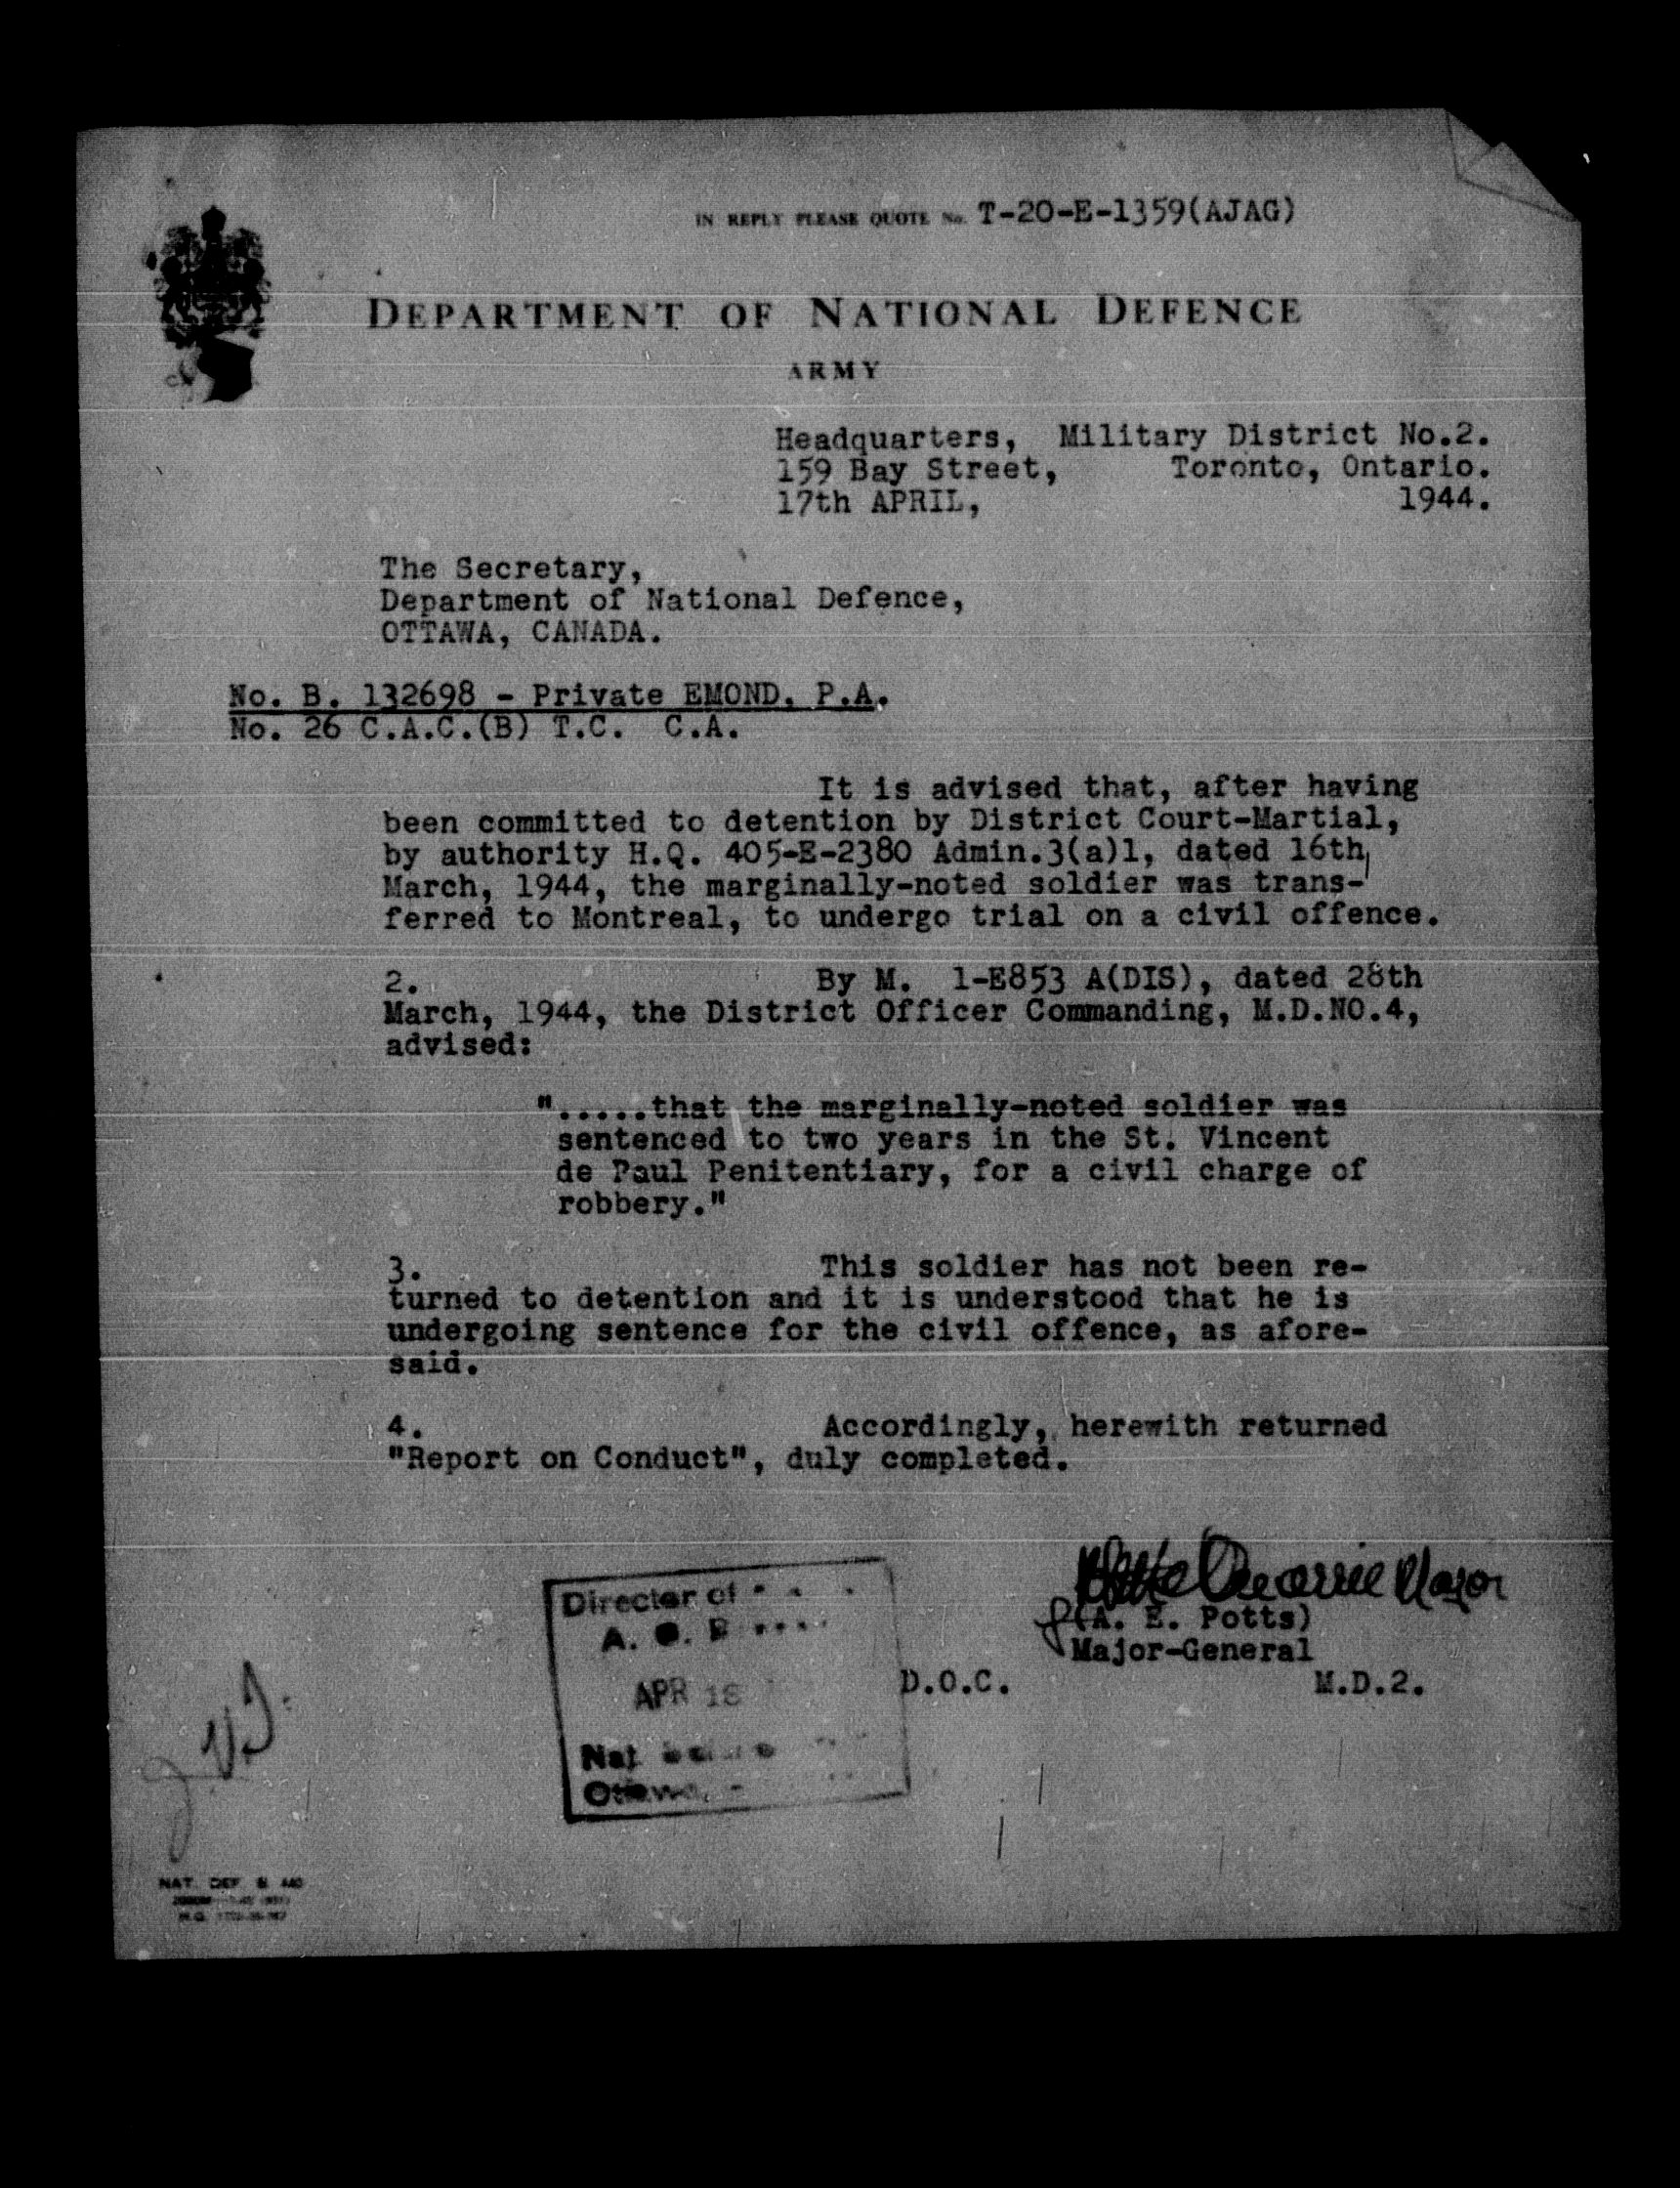 IN REPLY PLEASE QUOTE No. T-20-E-1359(AJAG)
DEPARTMENT OF NATIONAL DEFENCE
ARMY
Headquarters, Military District No.2.
159 Bay Street, Toronto, Ontario.
17th APRIL, 1944.
The Secretary,
Department of National Defence,
OTTAWA, CANADA.
No. B. 132698 - Private EMOND, P.A.
No. 26 C.A.C.(B) T.C. C.A.
It is advised that, after having
been committed to detention by District Court-Martial,
by authority H.Q. 405-E-2380 Admin.3(a)1, dated 16th
March, 1944, the marginally-noted soldier was trans-
ferred to Montreal, to undergo trial on a civil offence.
2. By M. 1-E853 A(DIS), dated 28th
March, 1944, the District Officer Commanding, M.D.NO.4,
advised:
".....that the marginally-noted soldier was
sentenced to two years in the St. Vincent
de Paul Penitentiary, for a civil charge of
robbery."
3. This soldier has not been re-
turned to detention and it is understood that he is
undergoing sentence for the civil offence, as afore-
said.
4. Accordingly, herewith returned
"Report on Conduct", duly completed.
Major
(A. E. Potts)
Major-General
D.O.C. M.D.2.
Director of
A.
APR 18
Nat
Ottawa,
NAT. DEF. B.
H.Q.